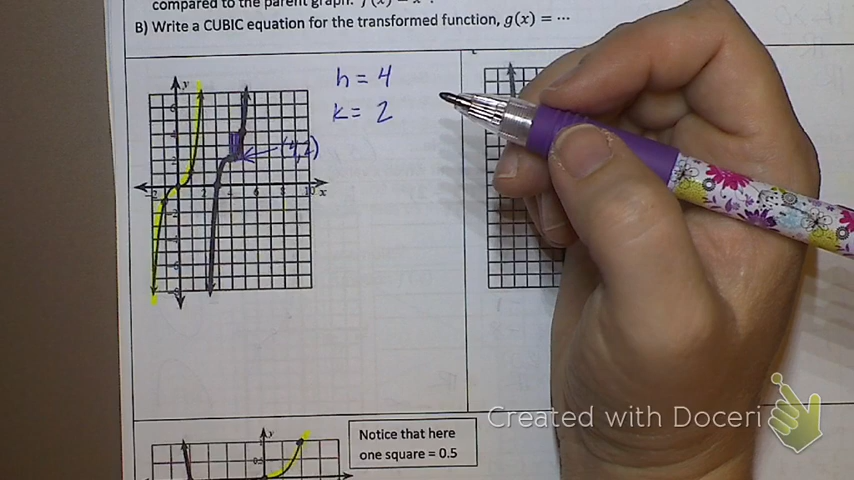 compared to the parent graph.
B) Write a CUBIC equation for the transformed function, g(x) = ...
y
h = 4
k = 2
(4,2)
x
Created with Doceri
y
Notice that here
one square = 0.5